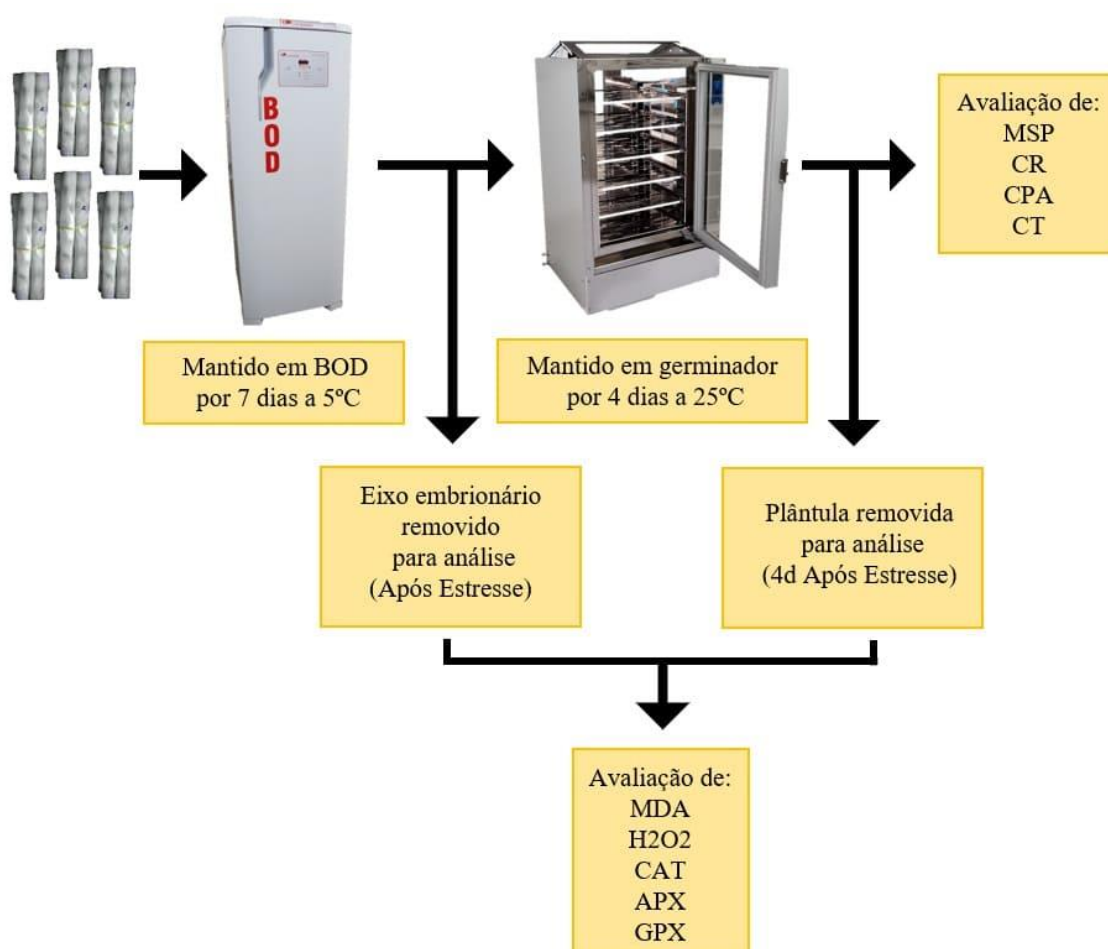 BOD
Avaliação de:
MSP
CR
CPA
CT
Mantido em BOD
por 7 dias a 5ºC
Mantido em germinador
por 4 dias a 25ºC
Eixo embrionário
removido
para análise
(Após Estresse)
Plântula removida
para análise
(4d Após Estresse)
Avaliação de:
MDA
H2O2
CAT
APX
GPX